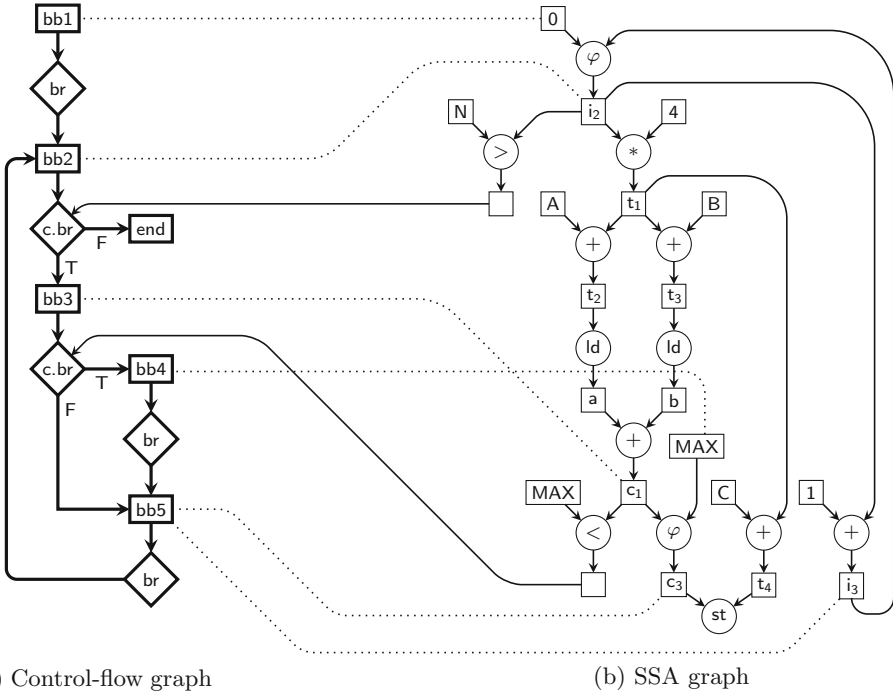 bb1
0
φ
br
i₂
N
4
bb2
>
*
A
t₁
B
c.br
F
end
+
+
T
bb3
t₂
t₃
ld
ld
c.br
T
bb4
F
a
b
br
+
MAX
MAX
c₁
C
1
bb5
<
φ
+
+
br
c₃
t₄
i₃
st
) Control-flow graph
(b) SSA graph